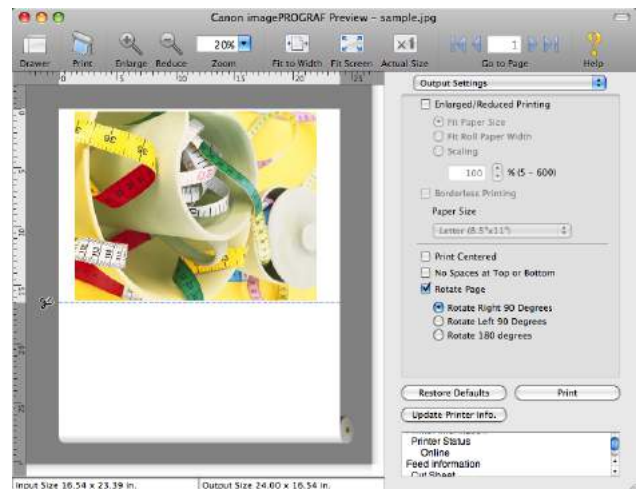 Canon imagePROGRAF Preview – sample.jpg
20%
1
Drawer Print Enlarge Reduce Zoom Fit to Width Fit Screen Actual Size Go to Page Help
Output Settings
Enlarged/Reduced Printing
Fit Paper Size
Fit Roll Paper Width
Scaling
100 % (5 – 600)
Borderless Printing
Paper Size
Letter (8.5"x11")
Print Centered
No Spaces at Top or Bottom
Rotate Page
Rotate Right 90 Degrees
Rotate Left 90 Degrees
Rotate 180 degrees
Restore Defaults Print
Update Printer Info.
Printer Status
Online
Feed information
Cut Sheet
Input Size 16.54 x 23.39 in. Output Size 24.00 x 16.54 in.